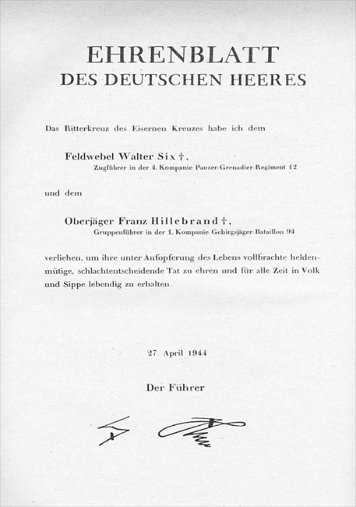 EHRENBLATT
DES DEUTSCHEN HEERES
Das Ritterkreuz des Eisernen Kreuzes habe ich dem
Feldwebel Walter Six †,
Zugführer in der 4. Kompanie Panzer-Grenadier-Regiment 12
und dem
Oberjäger Franz Hillebrand †,
Gruppenführer in der 1. Kompanie Gebirgsjäger-Bataillon 94
verliehen, um ihre unter Aufopferung des Lebens vollbrachte helden-
mütige, schlachtentscheidende Tat zu ehren und für alle Zeit in Volk
und Sippe lebendig zu erhalten.
27. April 1944
Der Führer